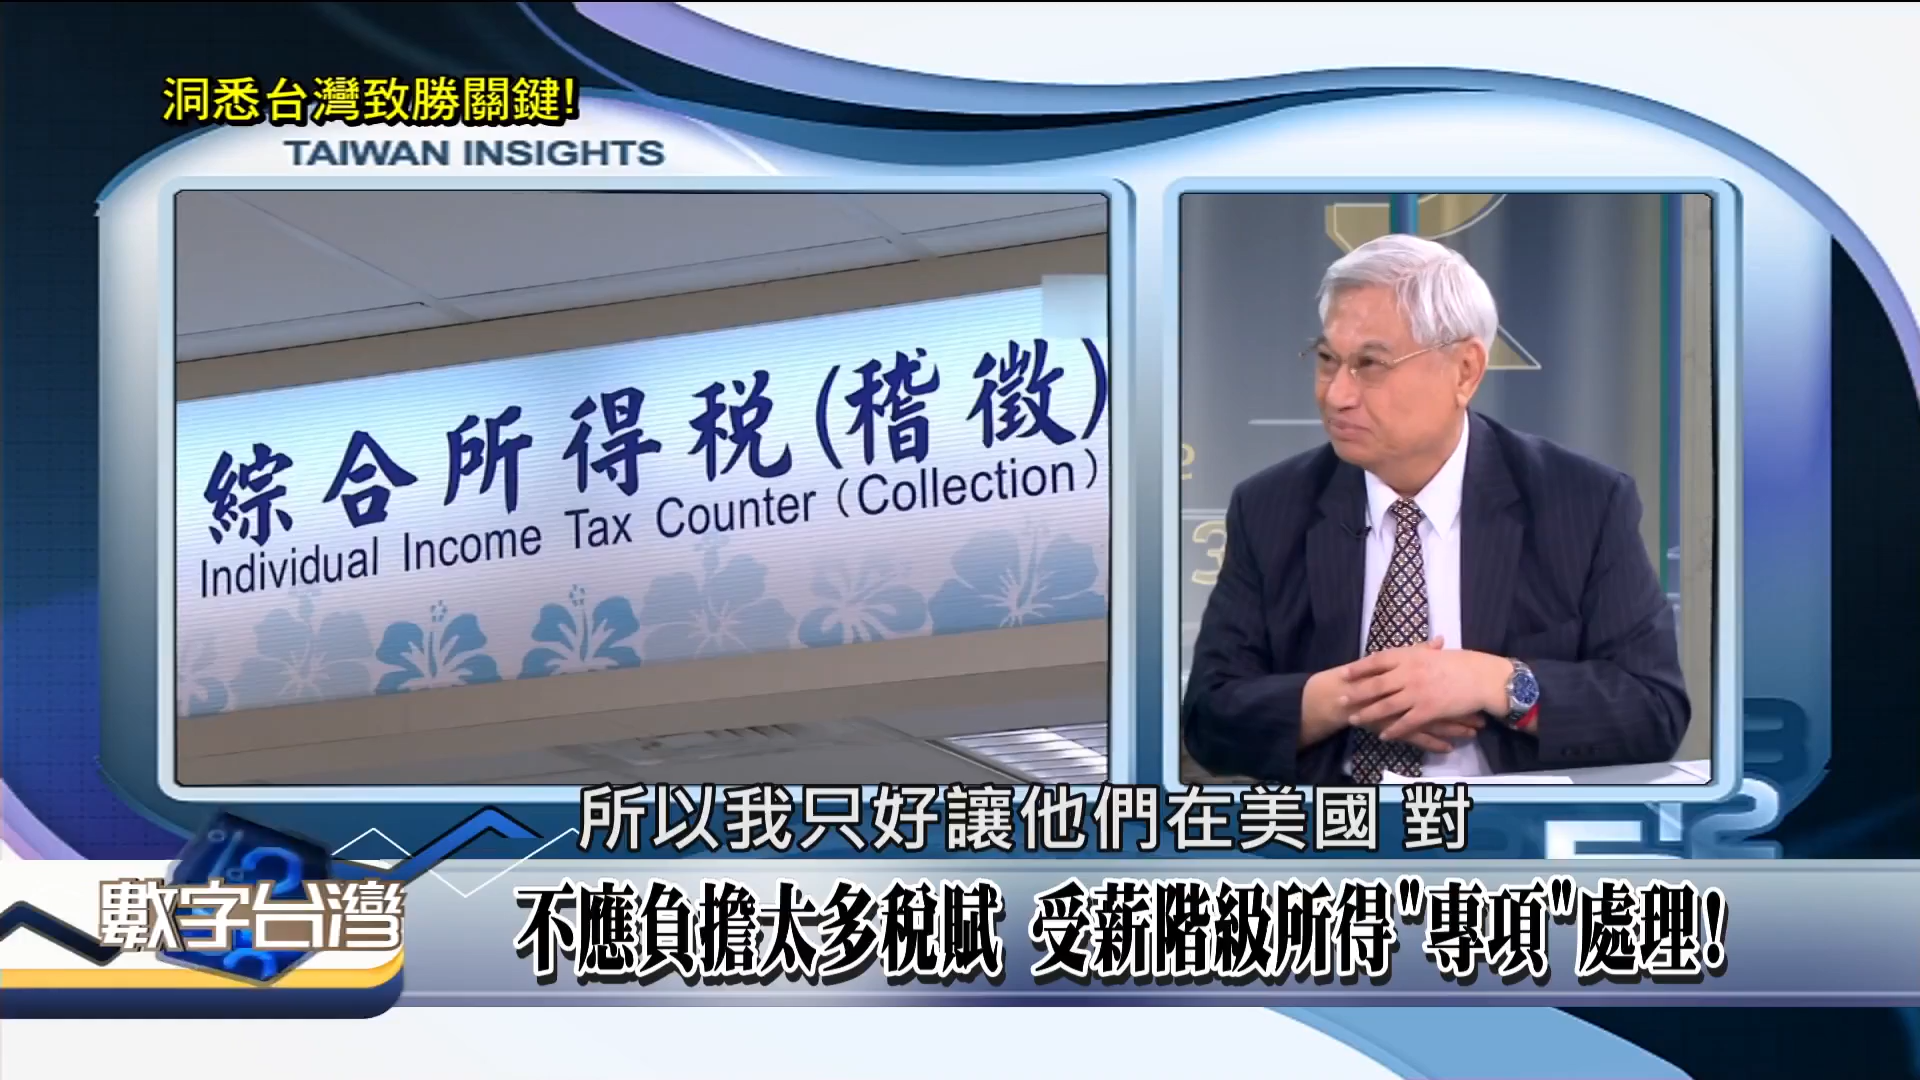 洞悉台灣致勝關鍵!
TAIWAN INSIGHTS
綜合所得稅(稽徵)
Individual Income Tax Counter (Collection)
所以我只好讓他們在美國 對
數字台灣
不應負擔太多稅賦 受薪階級所得"專項"處理!